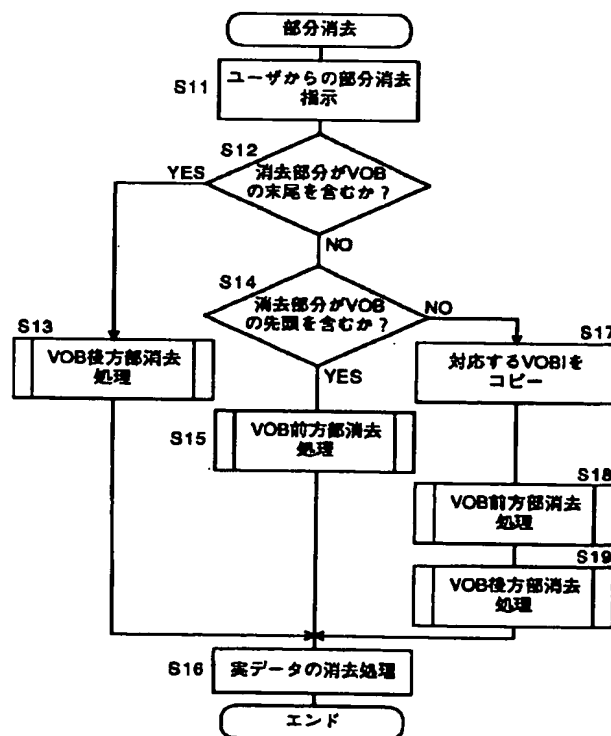 部分消去
S11
ユーザからの部分消去
指示
S12
消去部分がVOB
の末尾を含むか？
YES
NO
S14
消去部分がVOB
の先頭を含むか？
NO
YES
S13
VOB後方部消去
処理
S17
対応するVOBIを
コピー
S15
VOB前方部消去
処理
S18
VOB前方部消去
処理
S19
VOB後方部消去
処理
S16
実データの消去処理
エンド